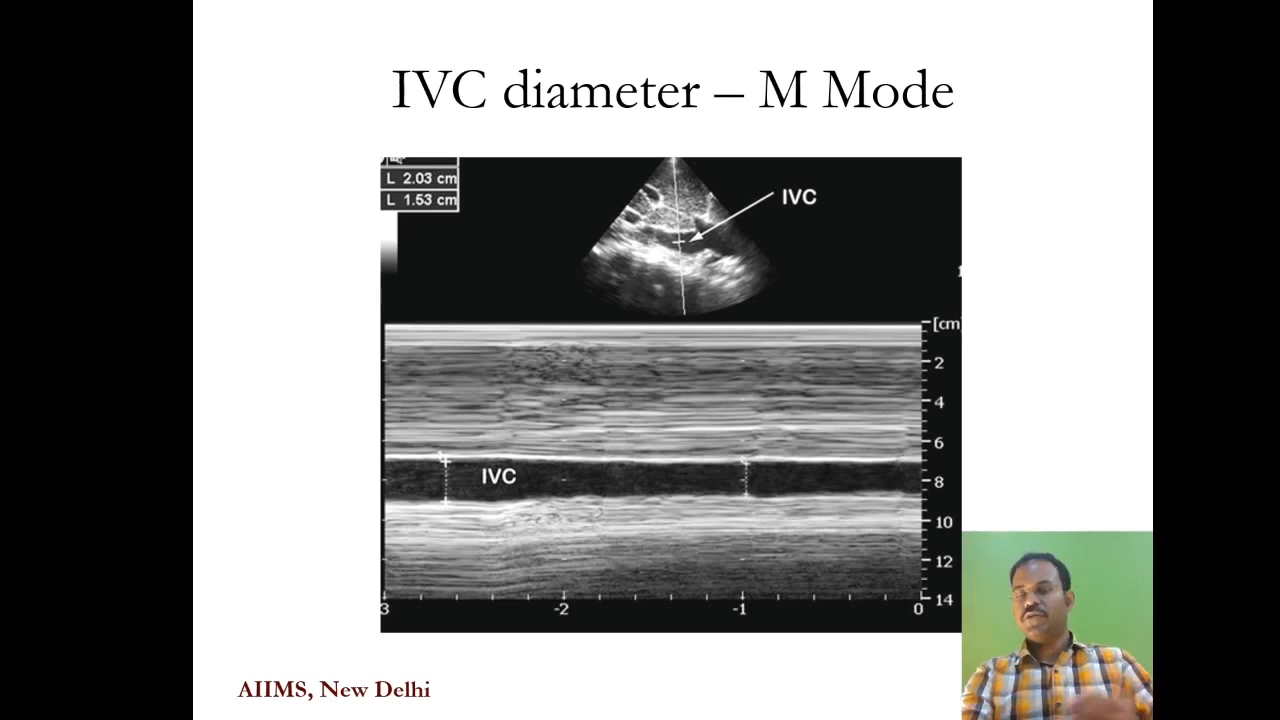 IVC diameter – M Mode
L 2.03 cm
L 1.53 cm
IVC
[cm
2
4
6
IVC
8
10
12
14
3 -2 -1 0
AIIMS, New Delhi